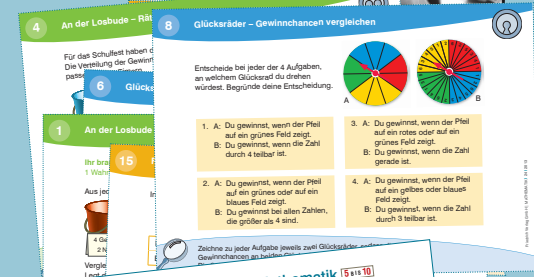 4
An der Losbude – Rät
Für das Schulfest haben d
Die Verteilung der Gewinn
passe
6
Glücks
1
An der Losbude
Ihr bra
1 Wahr
Aus jec
4 Ge
2 N
Vergle
15
In
8
Glücksräder – Gewinnchancen vergleichen
Entscheide bei jeder der 4 Aufgaben,
an welchem Glücksrad du drehen
würdest. Begründe deine Entscheidung.
A
B
1. A: Du gewinnst, wenn der Pfeil
auf ein grünes Feld zeigt.
B: Du gewinnst, wenn die Zahl
durch 4 teilbar ist.
2. A: Du gewinnst, wenn der Pfeil
auf ein grünes oder auf ein
blaues Feld zeigt.
B: Du gewinnst bei allen Zahlen,
die größer als 4 sind.
3. A: Du gewinnst, wenn der Pfeil
auf ein rotes oder auf ein
grünes Feld zeigt.
B: Du gewinnst, wenn die Zahl
gerade ist.
4. A: Du gewinnst, wenn der Pfeil
auf ein gelbes oder blaues
Feld zeigt.
B: Du gewinnst, wenn die Zahl
durch 3 teilbar ist.
Zeichne zu jeder Aufgabe jeweils zwei Glücksräder
Gewinnchancen an beiden
thematik 5 BIS 10